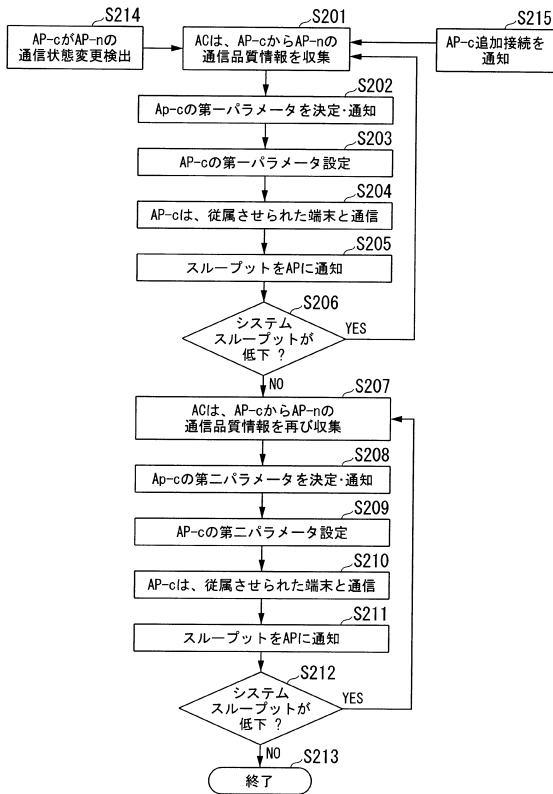 S214
AP-cがAP-nの
通信状態変更検出
S201
ACは、AP-cからAP-nの
通信品質情報を収集
S215
AP-c追加接続を
通知
S202
Ap-cの第一パラメータを決定･通知
S203
AP-cの第一パラメータ設定
S204
AP-cは、従属させられた端末と通信
S205
スループットをAPに通知
S206
システム
スループットが
低下 ?
YES
NO
S207
ACは、AP-cからAP-nの
通信品質情報を再び収集
S208
Ap-cの第二パラメータを決定･通知
S209
AP-cの第二パラメータ設定
S210
AP-cは、従属させられた端末と通信
S211
スループットをAPに通知
S212
システム
スループットが
低下 ?
YES
NO
S213
終了